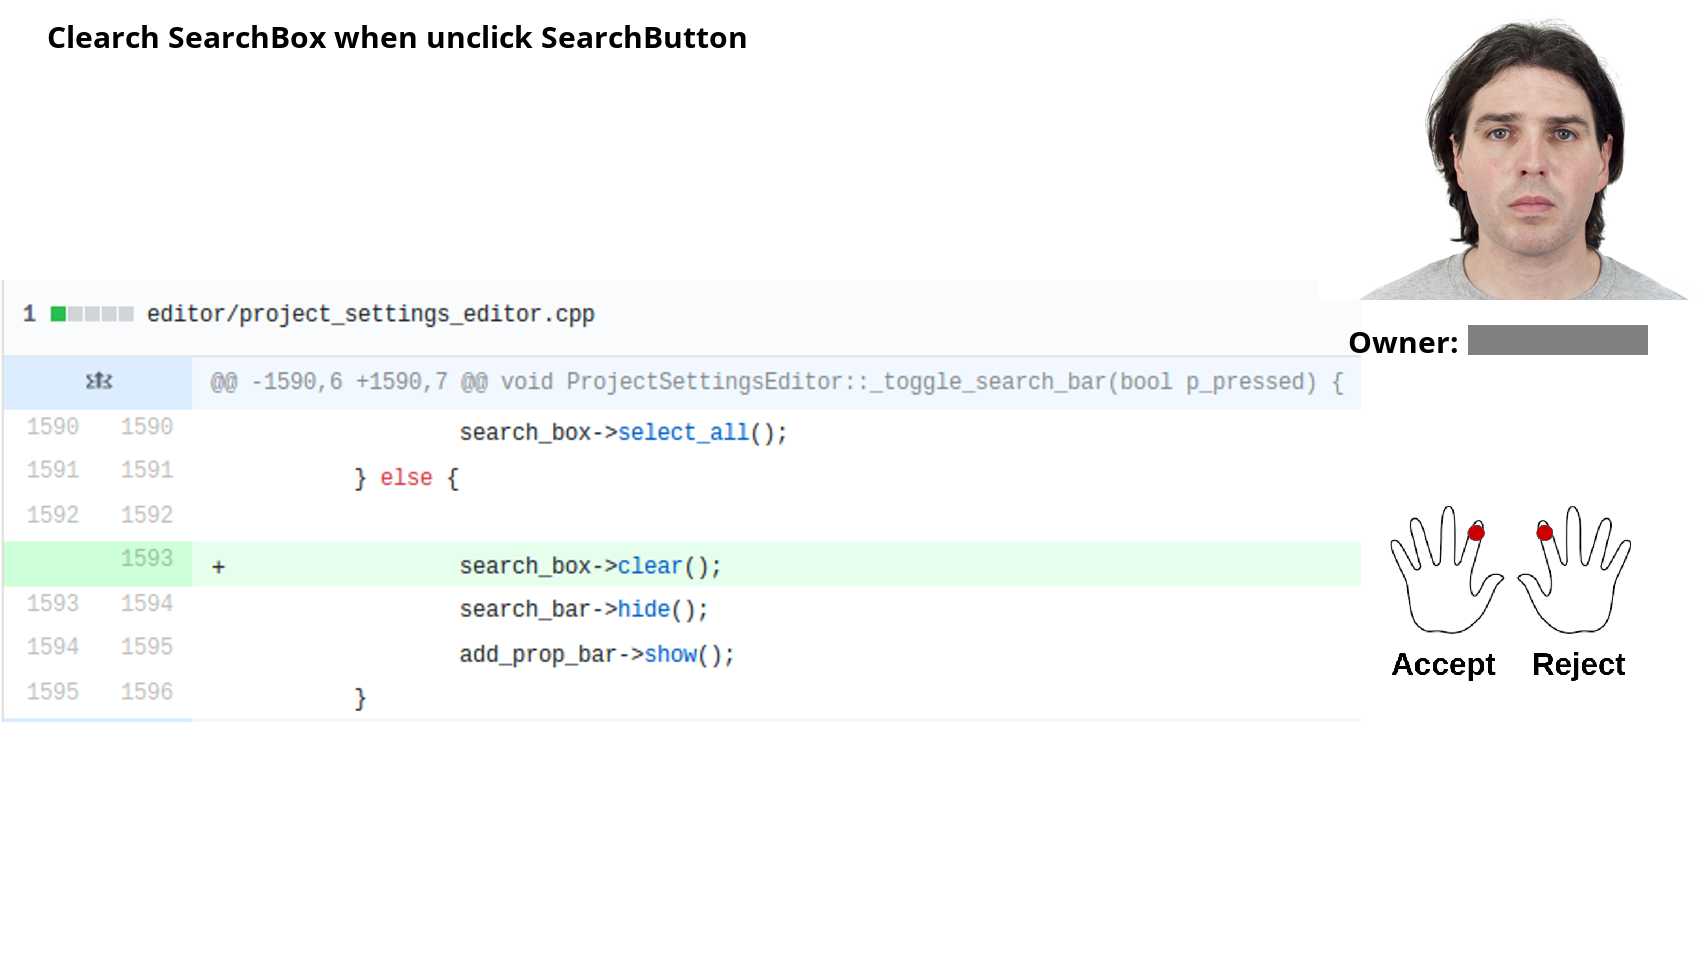 Clearch SearchBox when unclick SearchButton
1 editor/project_settings_editor.cpp
@@ -1590,6 +1590,7 @@ void ProjectSettingsEditor::_toggle_search_bar(bool p_pressed) {
1590 1590 search_box->select_all();
1591 1591 } else {
1592 1592
1593 + search_box->clear();
1593 1594 search_bar->hide();
1594 1595 add_prop_bar->show();
1595 1596 }
Owner:
Accept Reject